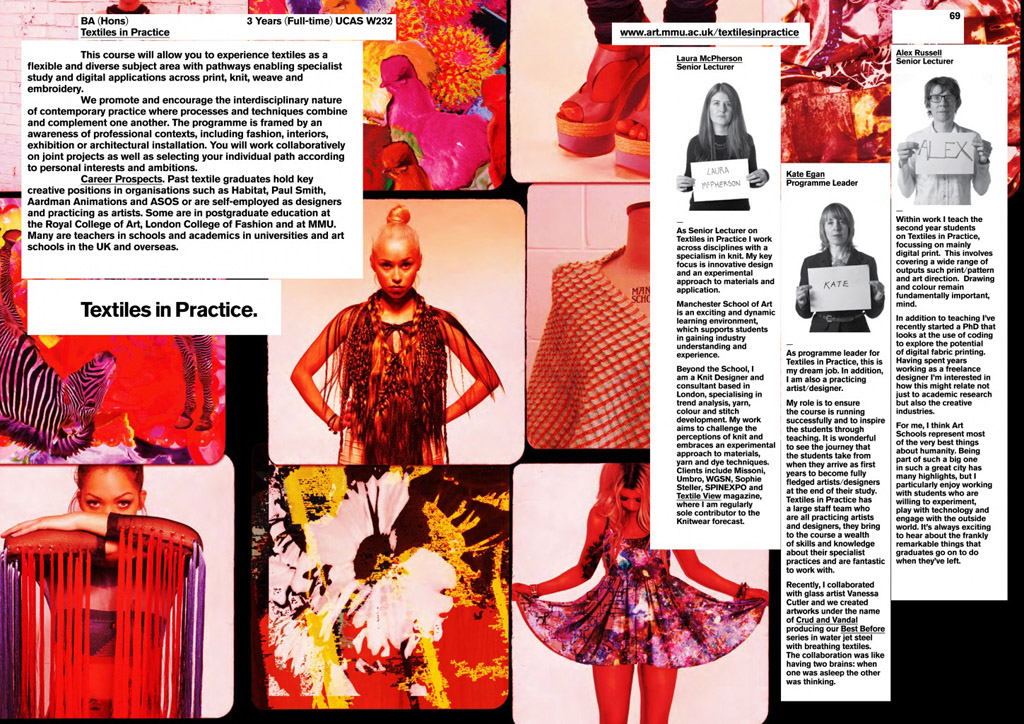 BA (Hons)
Textiles in Practice
3 Years (Full-time) UCAS W232
This course will allow you to experience textiles as a
flexible and diverse subject area with pathways enabling specialist
study and digital applications across print, knit, weave and
embroidery.
We promote and encourage the interdisciplinary nature
of contemporary practice where processes and techniques combine
and complement one another. The programme is framed by an
awareness of professional contexts, including fashion, interiors,
exhibition or architectural installation. You will work collaboratively
on joint projects as well as selecting your individual path according
to personal interests and ambitions.
Career Prospects. Past textile graduates hold key
creative positions in organisations such as Habitat, Paul Smith,
Aardman Animations and ASOS or are self-employed as designers
and practicing as artists. Some are in postgraduate education at
the Royal College of Art, London College of Fashion and at MMU.
Many are teachers in schools and academics in universities and art
schools in the UK and overseas.
Textiles in Practice.
www.art.mmu.ac.uk/textilesinpractice
69
Laura McPherson
Senior Lecturer
LAURA
McPHERSON
—
As Senior Lecturer on
Textiles in Practice I work
across disciplines with a
specialism in knit. My key
focus is innovative design
and an experimental
approach to materials and
application.
Manchester School of Art
is an exciting and dynamic
learning environment,
which supports students
in gaining industry
understanding and
experience.
Beyond the School, I
am a Knit Designer and
consultant based in
London, specialising in
trend analysis, yarn,
colour and stitch
development. My work
aims to challenge the
perceptions of knit and
embraces an experimental
approach to materials,
yarn and dye techniques.
Clients include Missoni,
Umbro, WGSN, Sophie
Steller, SPINEXPO and
Textile View magazine,
where I am regularly
sole contributor to the
Knitwear forecast.
Kate Egan
Programme Leader
KATE
—
As programme leader for
Textiles in Practice, this is
my dream job. In addition,
I am also a practicing
artist/designer.
My role is to ensure
the course is running
successfully and to inspire
the students through
teaching. It is wonderful
to see the journey that
the students take from
when they arrive as first
years to become fully
fledged artists/designers
at the end of their study.
Textiles in Practice has
a large staff team who
are all practicing artists
and designers, they bring
to the course a wealth
of skills and knowledge
about their specialist
practices and are fantastic
to work with.
Recently, I collaborated
with glass artist Vanessa
Cutler and we created
artworks under the name
of Crud and Vandal
producing our Best Before
series in water jet steel
with breathing textiles.
The collaboration was like
having two brains: when
one was asleep the other
was thinking.
Alex Russell
Senior Lecturer
ALEX
—
Within work I teach the
second year students
on Textiles in Practice,
focussing on mainly
digital print. This involves
covering a wide range of
outputs such print/pattern
and art direction. Drawing
and colour remain
fundamentally important,
mind.
In addition to teaching I've
recently started a PhD that
looks at the use of coding
to explore the potential
of digital fabric printing.
Having spent years
working as a freelance
designer I'm interested in
how this might relate not
just to academic research
but also the creative
industries.
For me, I think Art
Schools represent most
of the very best things
about humanity. Being
part of such a big one
in such a great city has
many highlights, but I
particularly enjoy working
with students who are
willing to experiment,
play with technology and
engage with the outside
world. It's always exciting
to hear about the frankly
remarkable things that
graduates go on to do
when they've left.